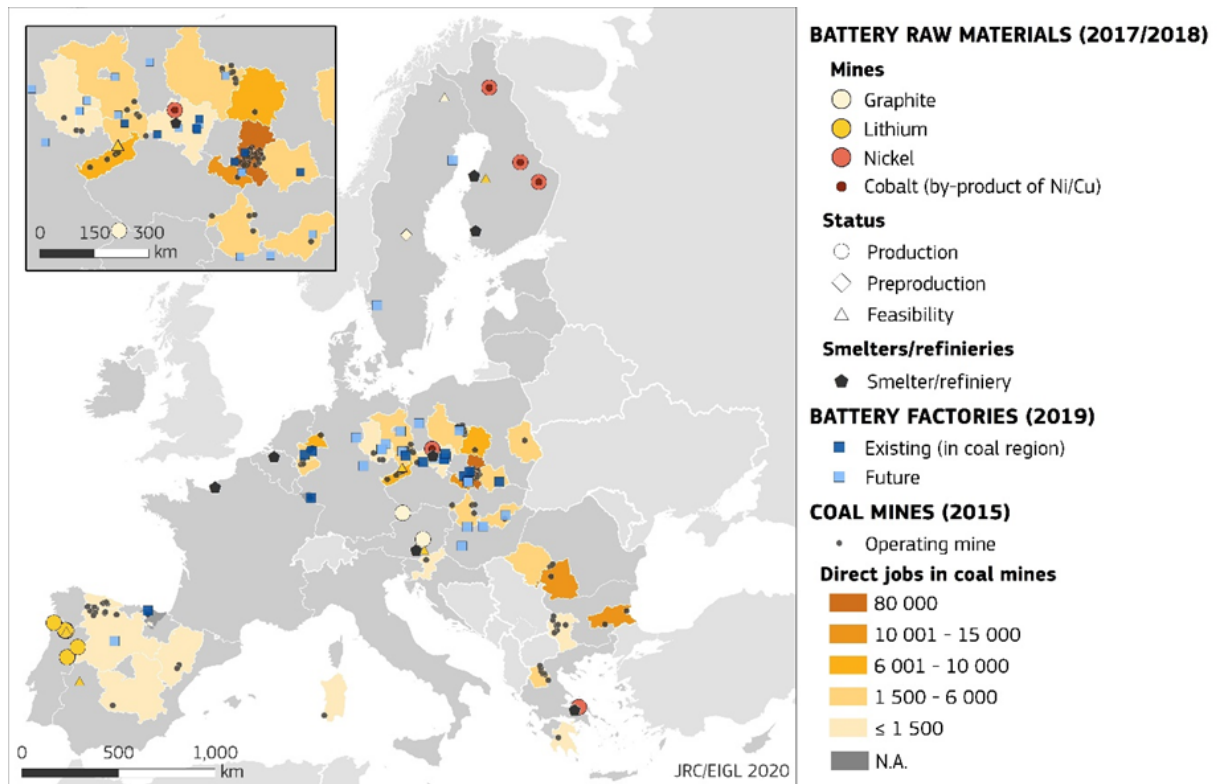 0 150 300
km
0 500 1,000
km
JRC/EIGL 2020
BATTERY RAW MATERIALS (2017/2018)
Mines
Graphite
Lithium
Nickel
Cobalt (by-product of Ni/Cu)
Status
Production
Preproduction
Feasibility
Smelters/refinieries
Smelter/refiniery
BATTERY FACTORIES (2019)
Existing (in coal region)
Future
COAL MINES (2015)
Operating mine
Direct jobs in coal mines
80 000
10 001 - 15 000
6 001 - 10 000
1 500 - 6 000
≤ 1 500
N.A.